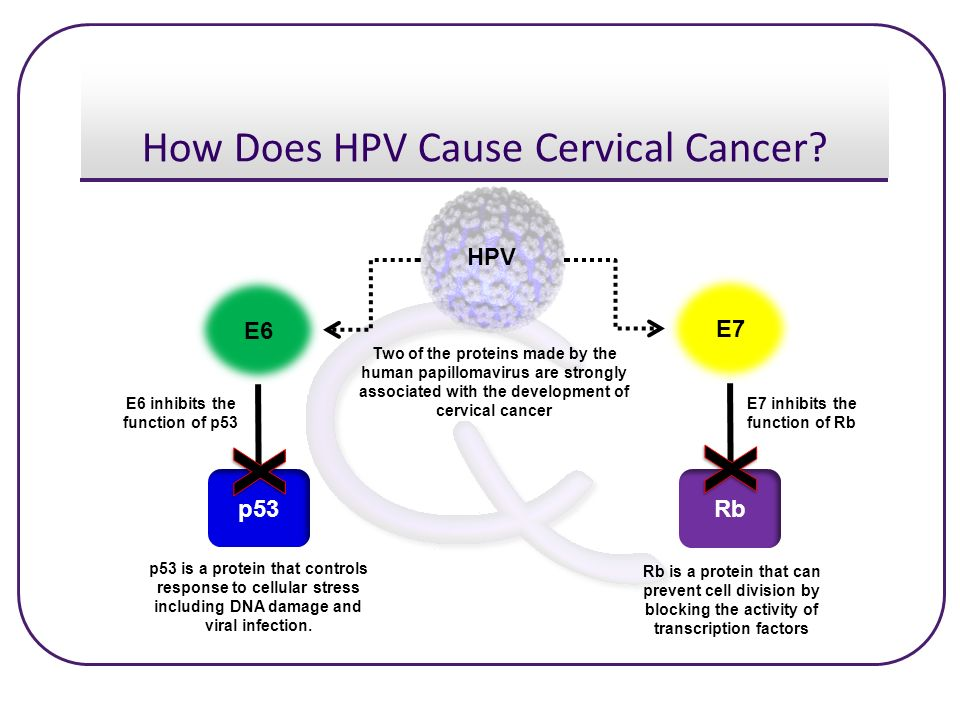 How Does HPV Cause Cervical Cancer?
HPV
E6
E7
Two of the proteins made by the
human papillomavirus are strongly
associated with the development of
cervical cancer
E6 inhibits the
function of p53
E7 inhibits the
function of Rb
X
X
p53
Rb
p53 is a protein that controls
response to cellular stress
including DNA damage and
viral infection.
Rb is a protein that can
prevent cell division by
blocking the activity of
transcription factors